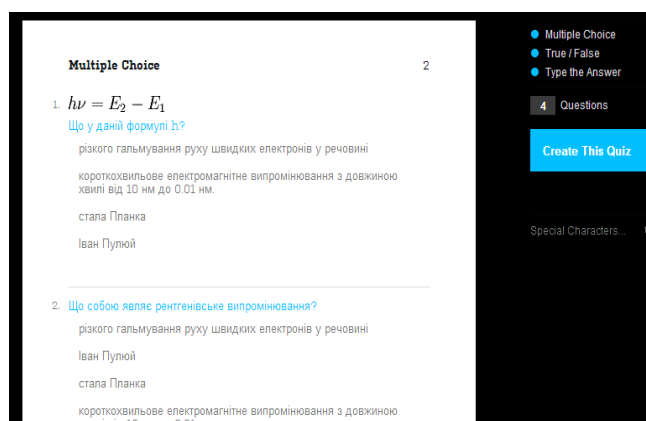 Multiple Choice 2
1. hν = E₂ − E₁
Що у даній формулі h?
різкого гальмування руху швидких електронів у речовині
короткохвильове електромагнітне випромінювання з довжиною
хвилі від 10 нм до 0.01 нм.
стала Планка
Іван Пулюй
2. Що собою являє рентгенівське випромінювання?
різкого гальмування руху швидких електронів у речовині
Іван Пулюй
стала Планка
короткохвильове електромагнітне випромінювання з довжиною
Multiple Choice
True / False
Type the Answer
4 Questions
Create This Quiz
Special Characters...